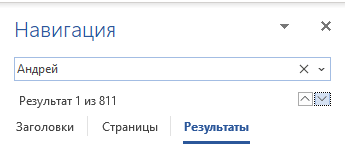 Навигация
Андрей
Результат 1 из 811
Заголовки Страницы Результаты